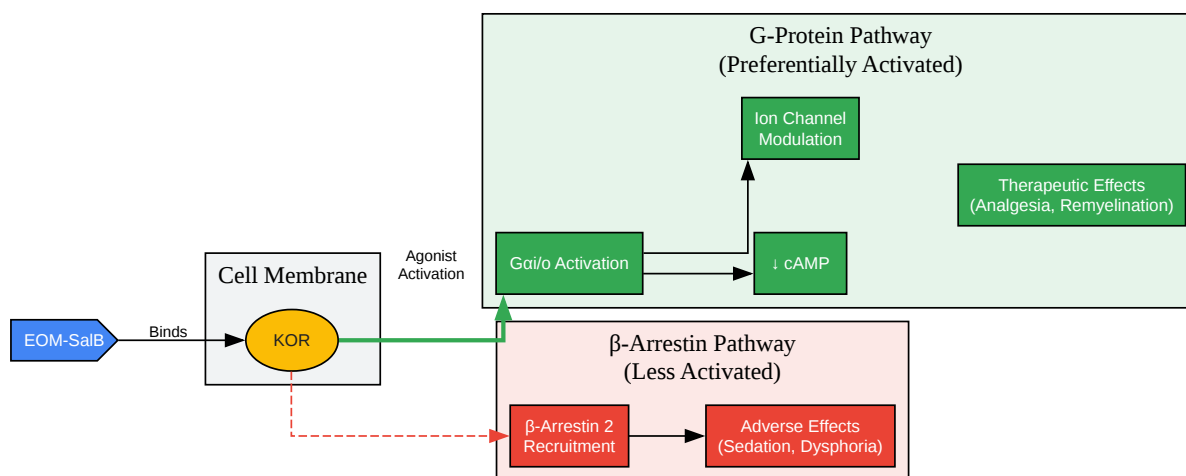 G-Protein Pathway
(Preferentially Activated)
Ion Channel
Modulation
Therapeutic Effects
(Analgesia, Remyelination)
Agonist
Activation
Gαi/o Activation
↓ cAMP
Cell Membrane
EOM-SalB
Binds
KOR
β-Arrestin Pathway
(Less Activated)
β-Arrestin 2
Recruitment
Adverse Effects
(Sedation, Dysphoria)